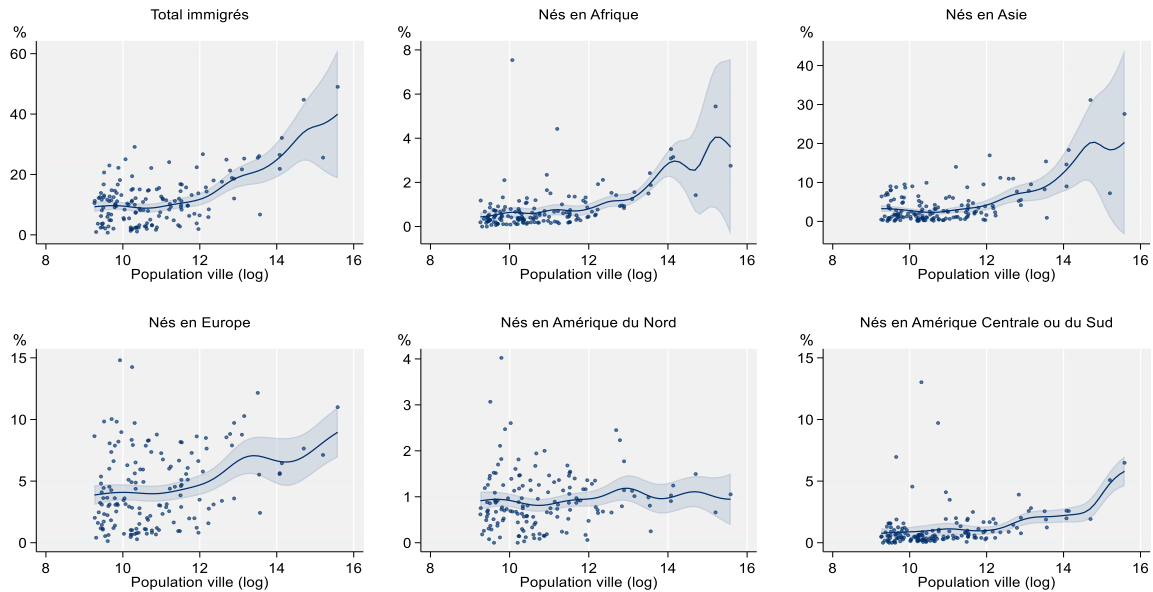 Total immigrés
%
60
40
20
0
8 10 12 14 16
Population ville (log)
Nés en Afrique
%
8
6
4
2
0
8 10 12 14 16
Population ville (log)
Nés en Asie
%
40
30
20
10
0
8 10 12 14 16
Population ville (log)
Nés en Europe
%
15
10
5
0
8 10 12 14 16
Population ville (log)
Nés en Amérique du Nord
%
4
3
2
1
0
8 10 12 14 16
Population ville (log)
Nés en Amérique Centrale ou du Sud
%
15
10
5
0
8 10 12 14 16
Population ville (log)